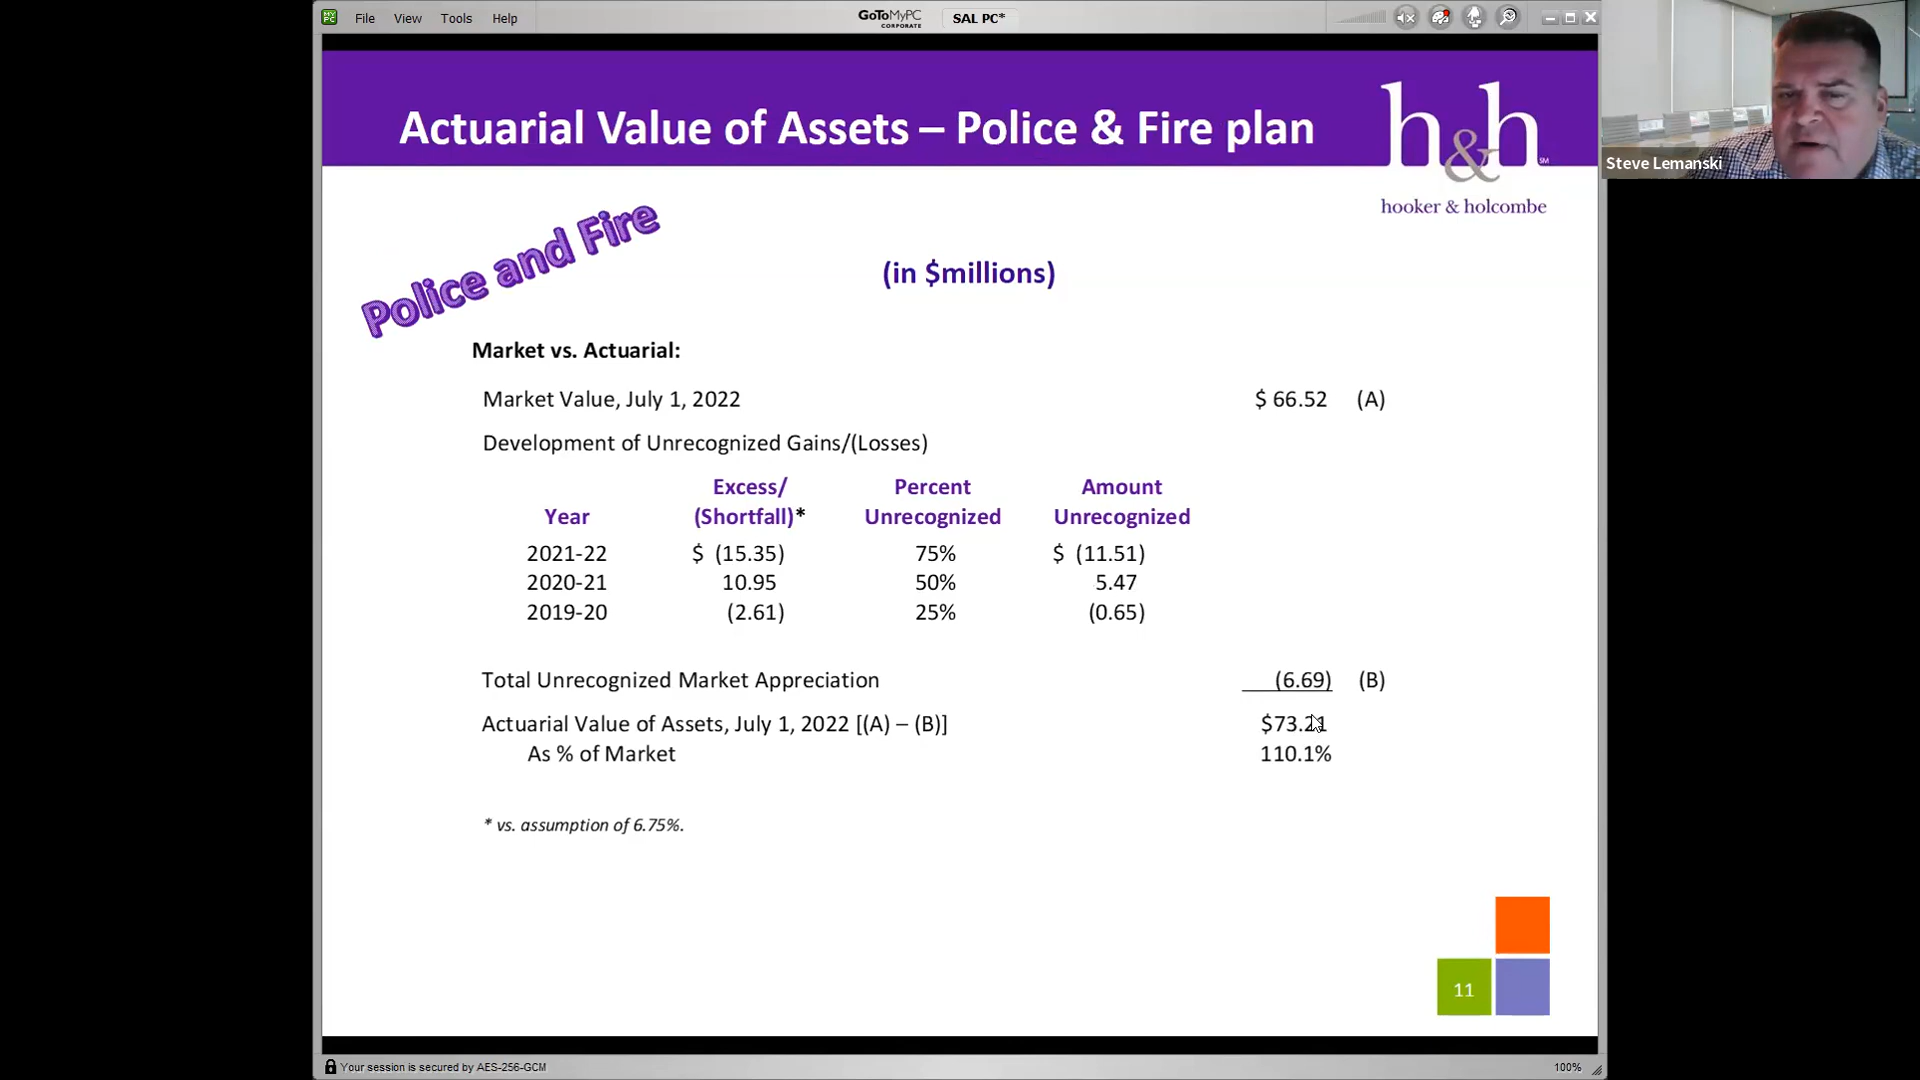 File View Tools Help
GoToMyPC
CORPORATE
SAL PC*
Actuarial Value of Assets – Police & Fire plan
h&h
SM
hooker & holcombe
Steve Lemanski
Police and Fire
(in $millions)
Market vs. Actuarial:
Market Value, July 1, 2022 $ 66.52 (A)
Development of Unrecognized Gains/(Losses)
Excess/ Percent Amount
Year (Shortfall)* Unrecognized Unrecognized
2021-22 $ (15.35) 75% $ (11.51)
2020-21 10.95 50% 5.47
2019-20 (2.61) 25% (0.65)
Total Unrecognized Market Appreciation (6.69) (B)
Actuarial Value of Assets, July 1, 2022 [(A) – (B)] $73.21
As % of Market 110.1%
* vs. assumption of 6.75%.
11
Your session is secured by AES-256-GCM 100%